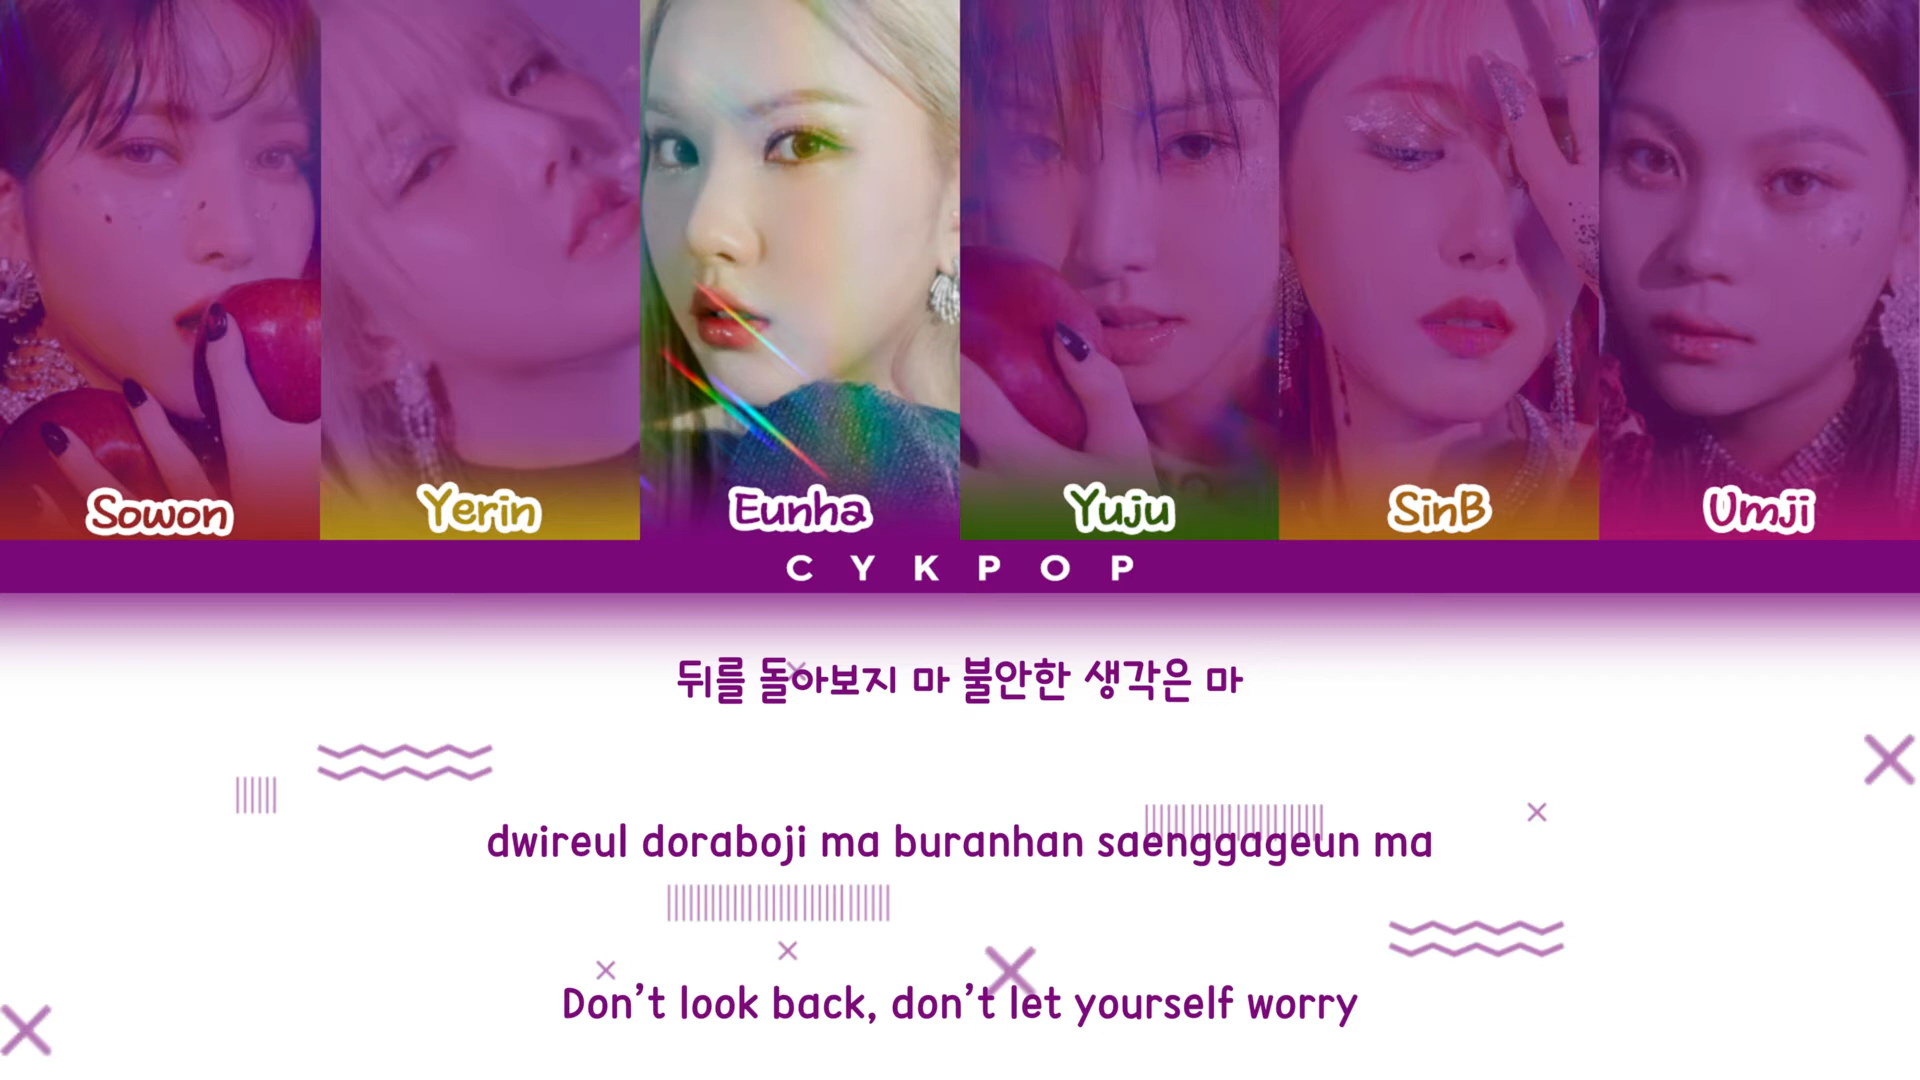 Sowon
Yerin
Eunha
Yuju
SinB
Umji
CYKPOP
뒤를 돌아보지 마 불안한 생각은 마
dwireul doraboji ma buranhan saenggageun ma
Don't look back, don't let yourself worry